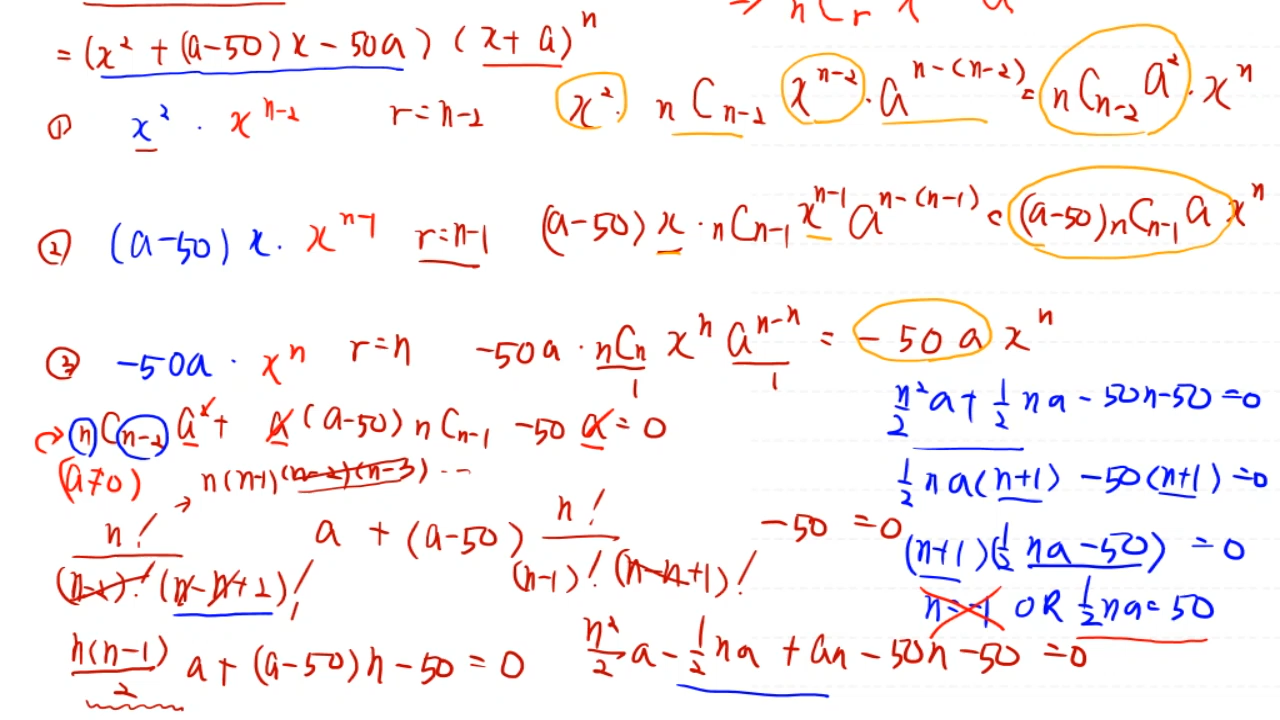 ⇒ nCr x a
= (x² + (a-50)x - 50a) (x + a)ⁿ
① x² · xⁿ⁻² r = n-2 x² · nCn-2 xⁿ⁻² · a^(n-(n-2)) = nCn-2 a² · xⁿ
② (a-50) x · xⁿ⁻¹ r = n-1 (a-50) x · nCn-1 xⁿ⁻¹ a^(n-(n-1)) = (a-50) nCn-1 a xⁿ
③ -50a · xⁿ r = n -50a · nCn xⁿ aⁿ⁻ⁿ = -50a xⁿ
1 1
nCn-2 a² + a (a-50) nCn-1 - 50a = 0
(a≠0) → n(n-1)(n-2)(n-3) ...
n! / (n-2)! (n-n+2)! a + (a-50) n! / (n-1)! (n-n+1)! - 50 = 0
n(n-1)/2 a + (a-50)n - 50 = 0
n²/2 a - 1/2 na + an - 50n - 50 = 0
n²/2 a + 1/2 na - 50n - 50 = 0
1/2 na(n+1) - 50(n+1) = 0
(n+1)(1/2 na - 50) = 0
n = -1 OR 1/2 na = 50